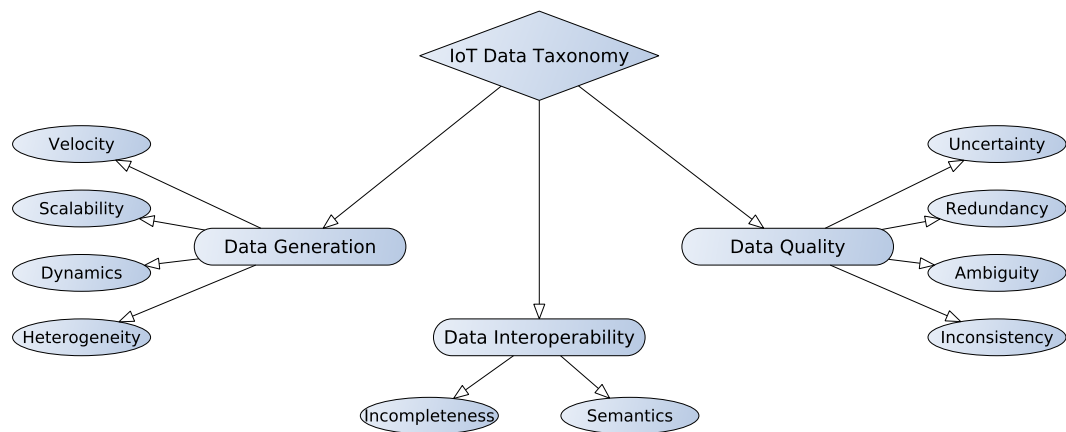 IoT Data Taxonomy
Velocity
Scalability
Dynamics
Heterogeneity
Data Generation
Data Interoperability
Incompleteness
Semantics
Data Quality
Uncertainty
Redundancy
Ambiguity
Inconsistency